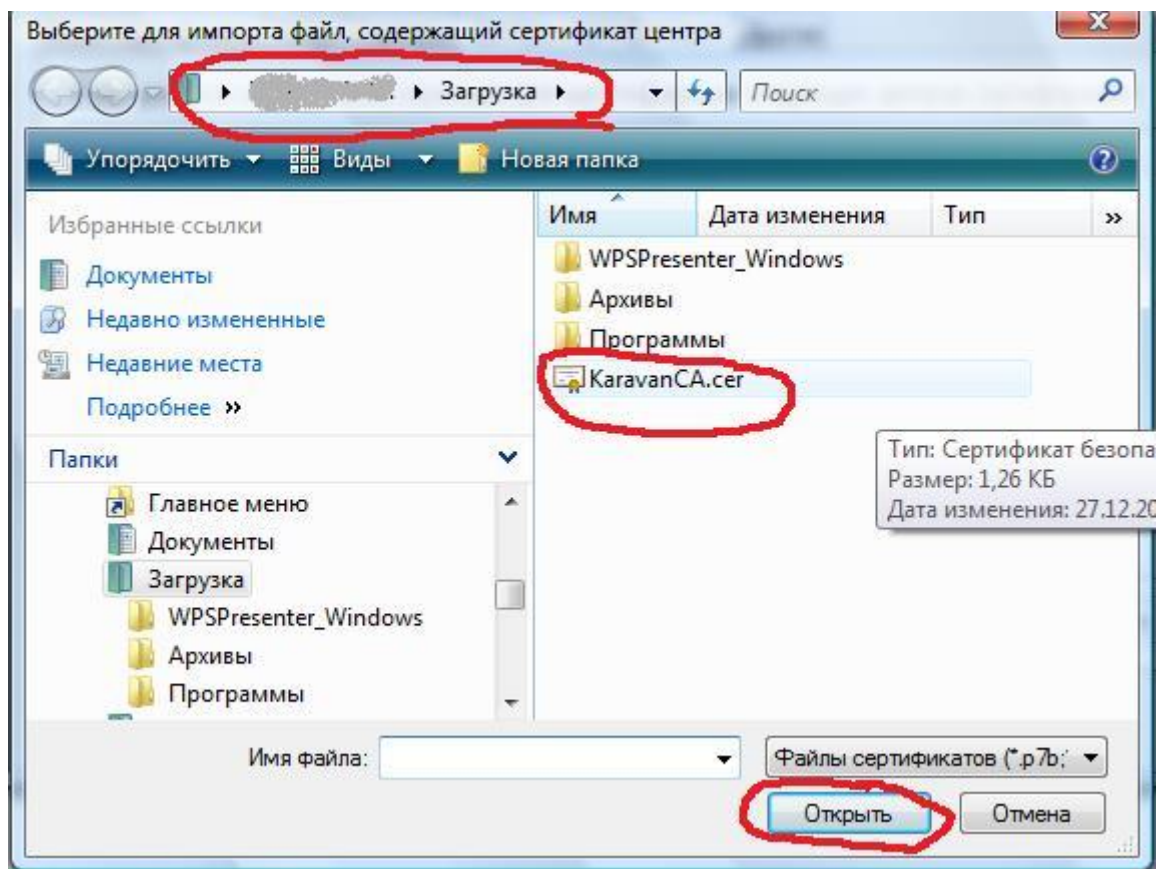 Выберите для импорта файл, содержащий сертификат центра
Загрузка
Поиск
Упорядочить Виды Новая папка
Избранные ссылки
Документы
Недавно измененные
Недавние места
Подробнее »
Папки
Главное меню
Документы
Загрузка
WPSPresenter_Windows
Архивы
Программы
Имя Дата изменения Тип »
WPSPresenter_Windows
Архивы
Программы
KaravanCA.cer
Тип: Сертификат безопа
Размер: 1,26 КБ
Дата изменения: 27.12.20
Имя файла: Файлы сертификатов (*.p7b;
Открыть Отмена